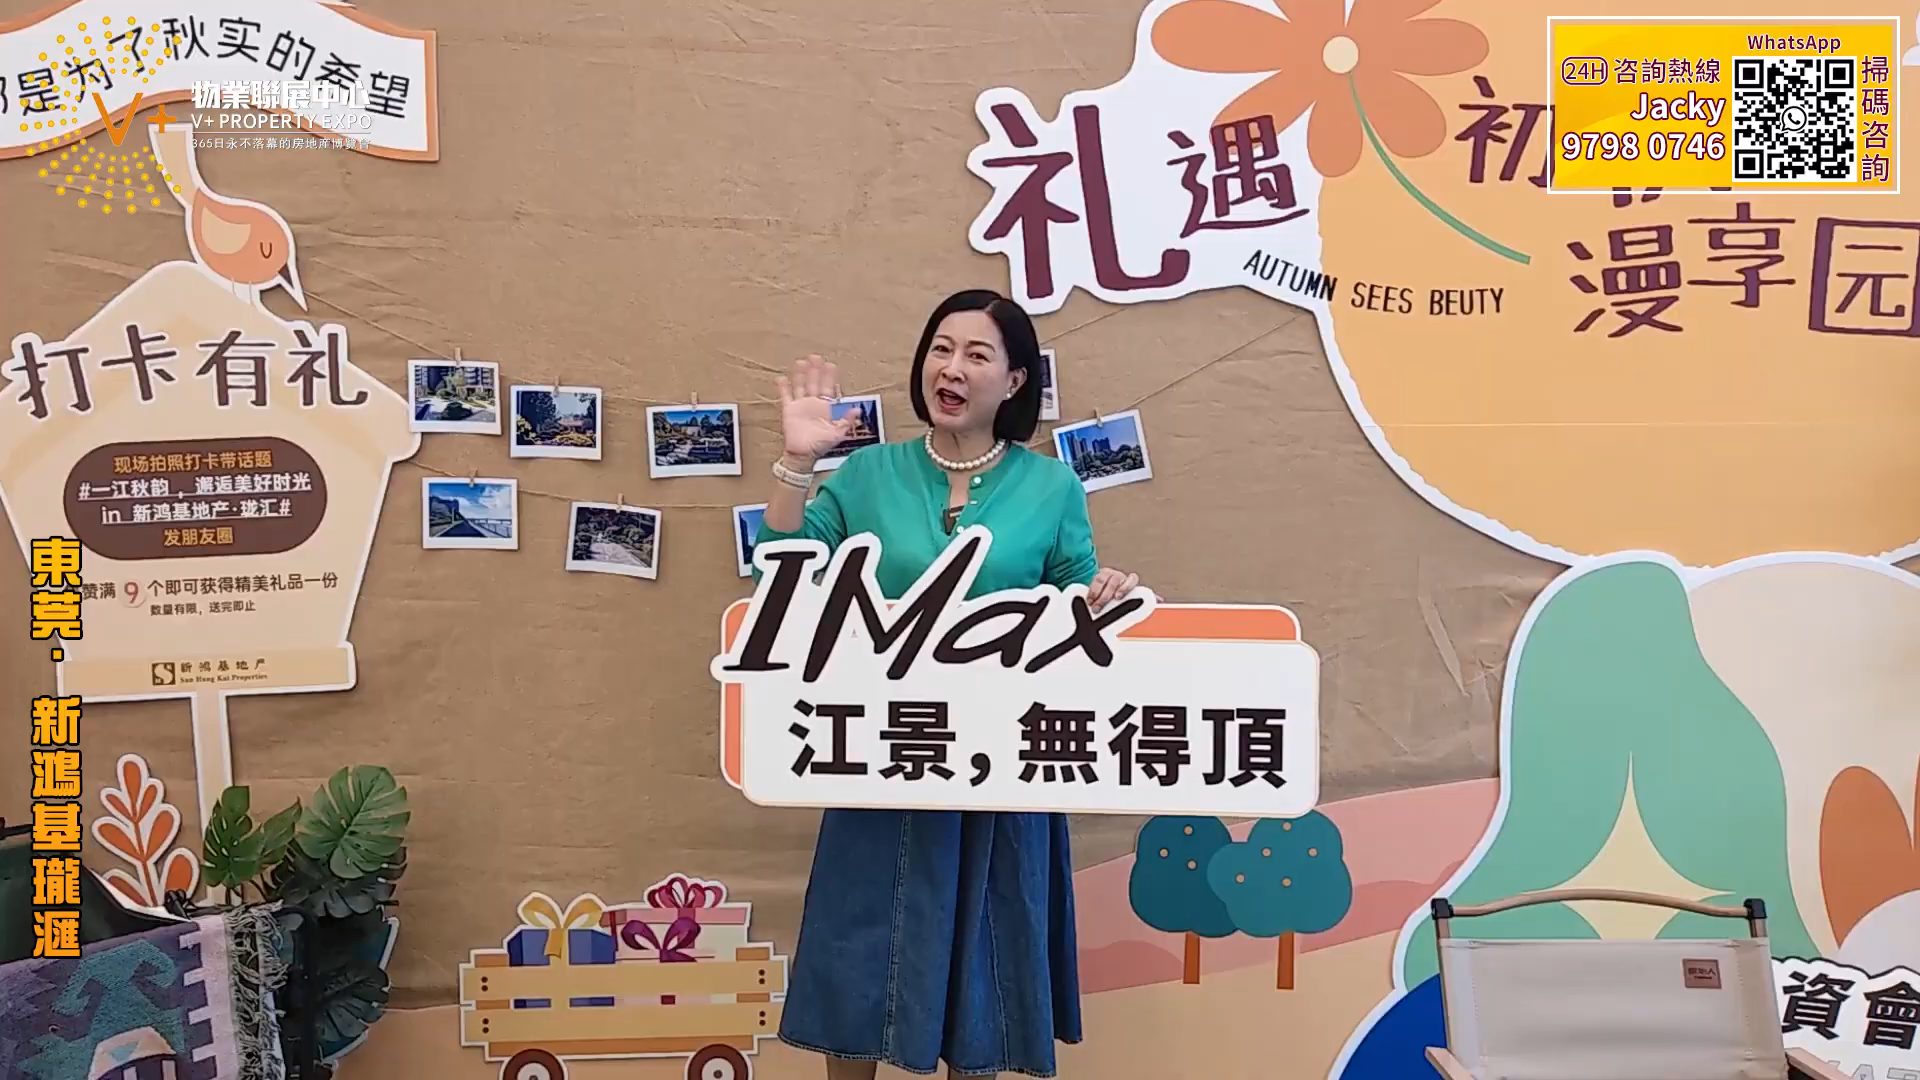 是为了秋实的希望
物業聯展中心
V+ PROPERTY EXPO
365日永不落幕的房地産博覽會
打卡有礼
现场拍照打卡带话题
#一江秋韵，邂逅美好时光
in 新鸿基地产·珑汇#
发朋友圈
赞满 9 个即可获得精美礼品一份
数量有限，送完即止
新鸿基地产
Sun Hung Kai Properties
東莞·新鴻基瓏滙
礼遇
AUTUMN SEES BEUTY
初
漫享园
IMax
江景，無得頂
WhatsApp
24H 咨詢熱線
Jacky
9798 0746
掃碼咨詢
原始人
資會